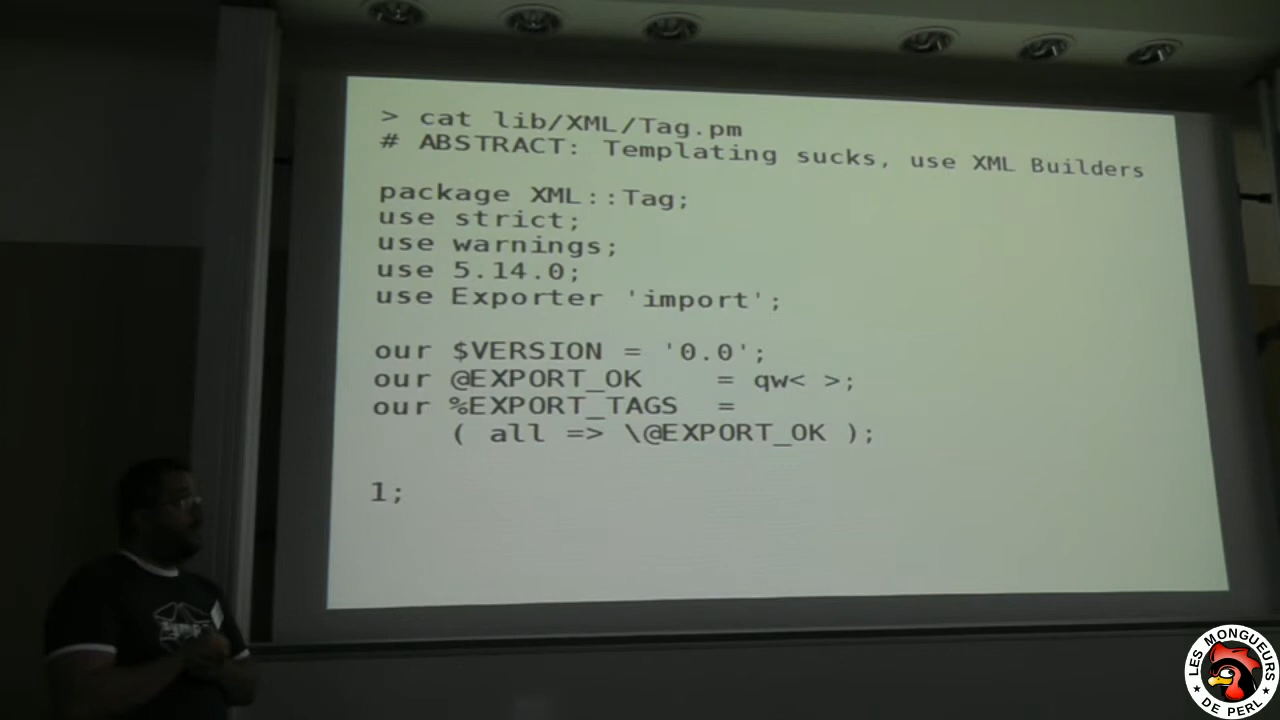 > cat lib/XML/Tag.pm
# ABSTRACT: Templating sucks, use XML Builders
package XML::Tag;
use strict;
use warnings;
use 5.14.0;
use Exporter 'import';
our $VERSION = '0.0';
our @EXPORT_OK    = qw< >;
our %EXPORT_TAGS  =
    ( all => \@EXPORT_OK );
1;
LES MONGUEURS
★ DE PERL ★